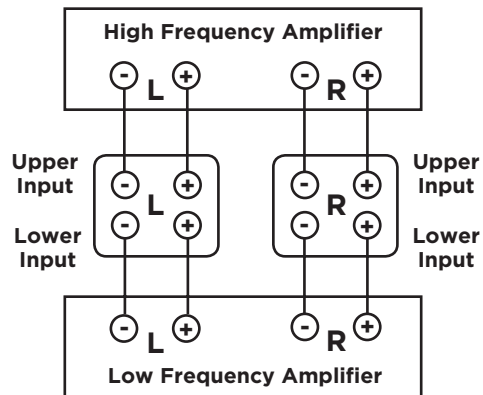 High Frequency Amplifier
- L + - R +
Upper Input
- L + - R +
Upper Input
Lower Input
- + - +
Lower Input
- L + - R +
Low Frequency Amplifier